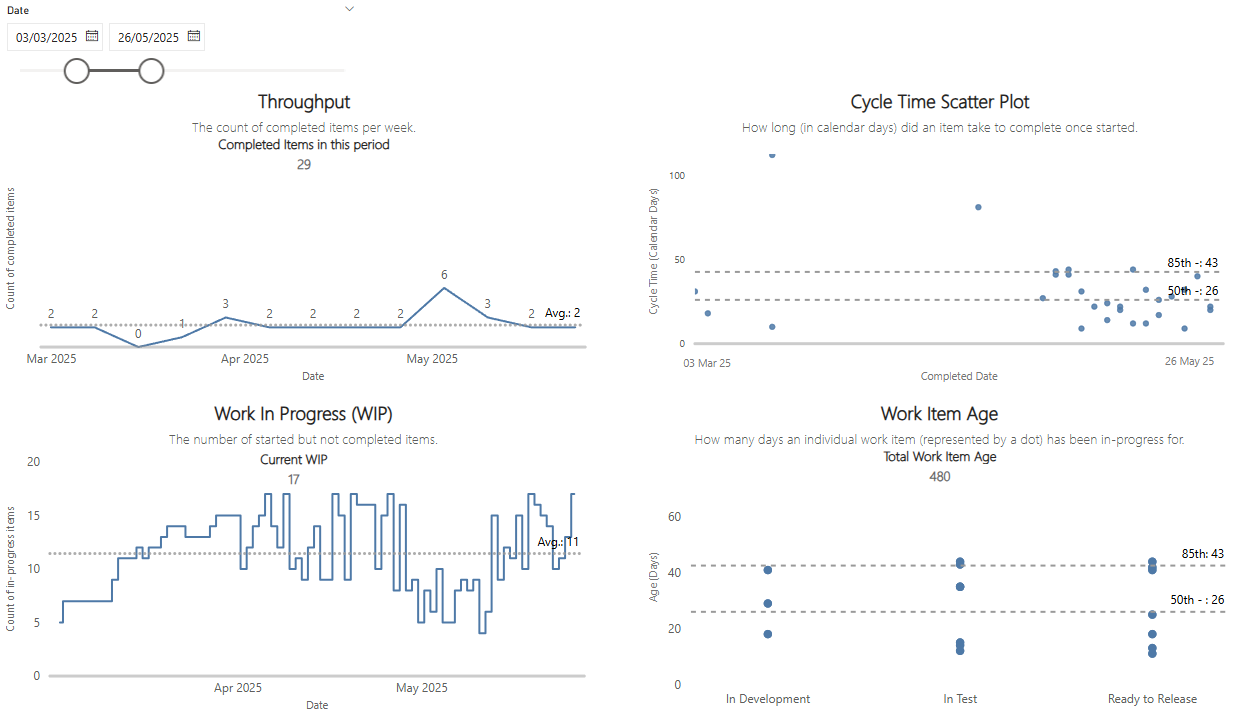 Date
03/03/2025 26/05/2025
Throughput
The count of completed items per week.
Completed Items in this period
29
Count of completed items
2 2 0 1 3 2 2 2 2 6 3 2 Avg.: 2
Mar 2025 Apr 2025 May 2025
Date
Cycle Time Scatter Plot
How long (in calendar days) did an item take to complete once started.
Cycle Time (Calendar Days)
100
50
0
85th -: 43
50th -: 26
03 Mar 25 26 May 25
Completed Date
Work In Progress (WIP)
The number of started but not completed items.
Current WIP
17
Count of in-progress items
20
15
10
5
0
Avg.: 11
Apr 2025 May 2025
Date
Work Item Age
How many days an individual work item (represented by a dot) has been in-progress for.
Total Work Item Age
480
Age (Days)
60
40
20
0
85th: 43
50th - : 26
In Development In Test Ready to Release